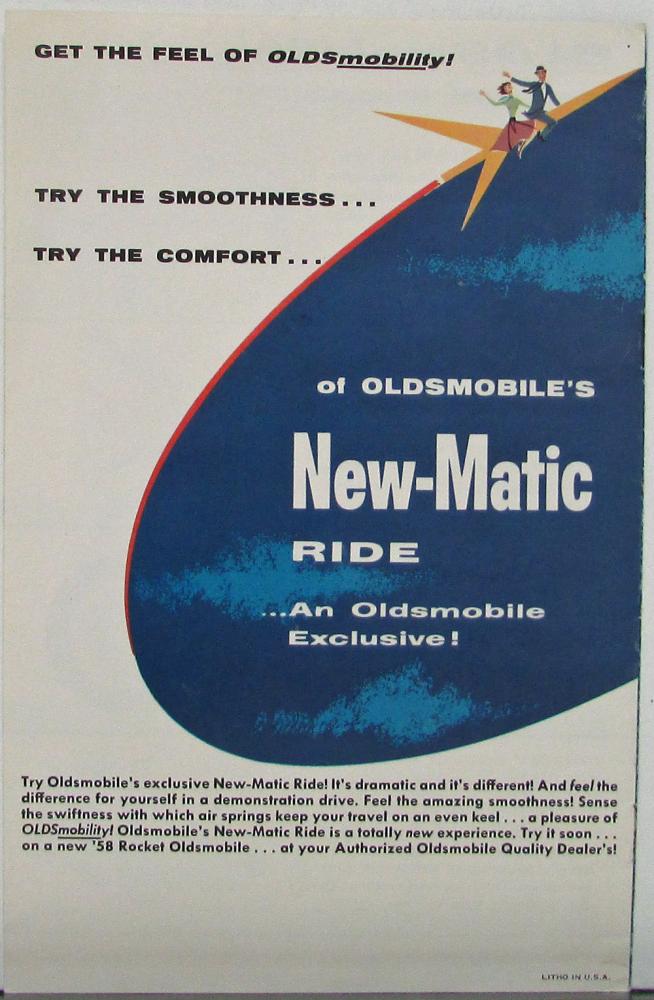 GET THE FEEL OF OLDSmobility!
TRY THE SMOOTHNESS...
TRY THE COMFORT...
of OLDSMOBILE'S
New-Matic
RIDE
...An Oldsmobile
Exclusive!
Try Oldsmobile's exclusive New-Matic Ride! It's dramatic and it's different! And feel the
difference for yourself in a demonstration drive. Feel the amazing smoothness! Sense
the swiftness with which air springs keep your travel on an even keel . . . a pleasure of
OLDSmobility! Oldsmobile's New-Matic Ride is a totally new experience. Try it soon . . .
on a new '58 Rocket Oldsmobile . . . at your Authorized Oldsmobile Quality Dealer's!
LITHO IN U.S.A.